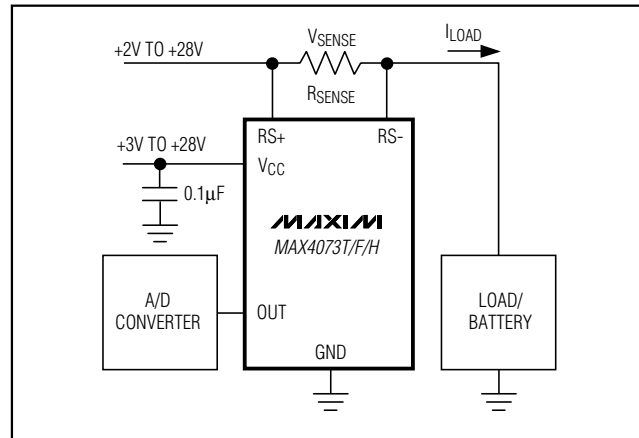 +2V TO +28V
VSENSE
ILOAD
RSENSE
RS+
RS-
+3V TO +28V
VCC
0.1µF
MAXIM
MAX4073T/F/H
A/D
CONVERTER
OUT
LOAD/
BATTERY
GND